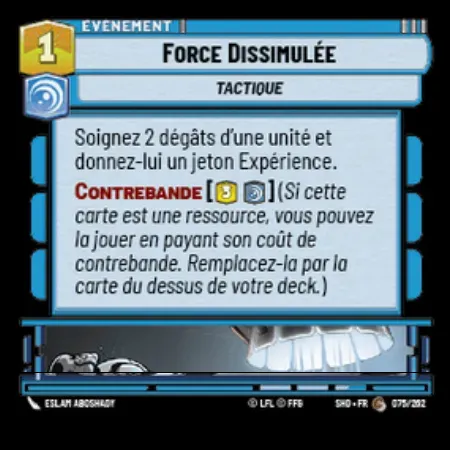 ÉVÉNEMENT
1
FORCE DISSIMULÉE
TACTIQUE
Soignez 2 dégâts d'une unité et
donnez-lui un jeton Expérience.
CONTREBANDE [3] (Si cette
carte est une ressource, vous pouvez
la jouer en payant son coût de
contrebande. Remplacez-la par la
carte du dessus de votre deck.)
ESLAM ABOSHADY
© LFL © FFG
SHD • FR
075/262